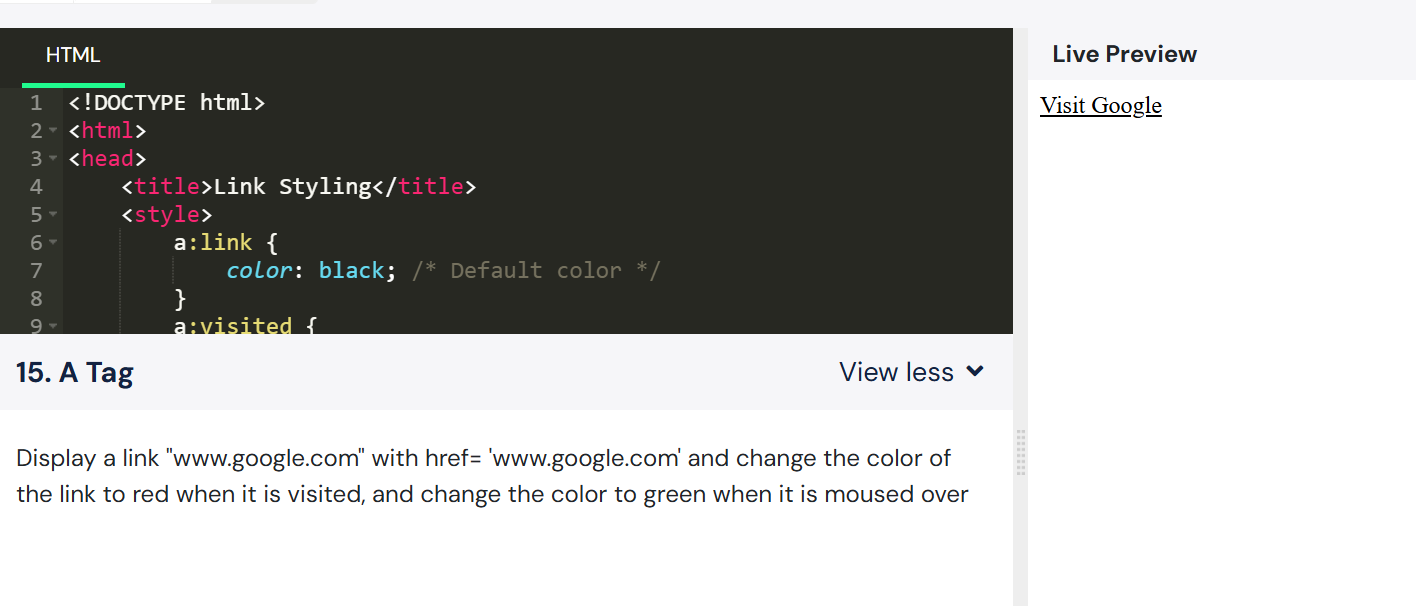 HTML
1 <!DOCTYPE html>
2 <html>
3 <head>
4 <title>Link Styling</title>
5 <style>
6 a:link {
7 color: black; /* Default color */
8 }
9 a:visited {
15. A Tag
View less
Display a link "www.google.com" with href= 'www.google.com' and change the color of
the link to red when it is visited, and change the color to green when it is moused over
Live Preview
Visit Google